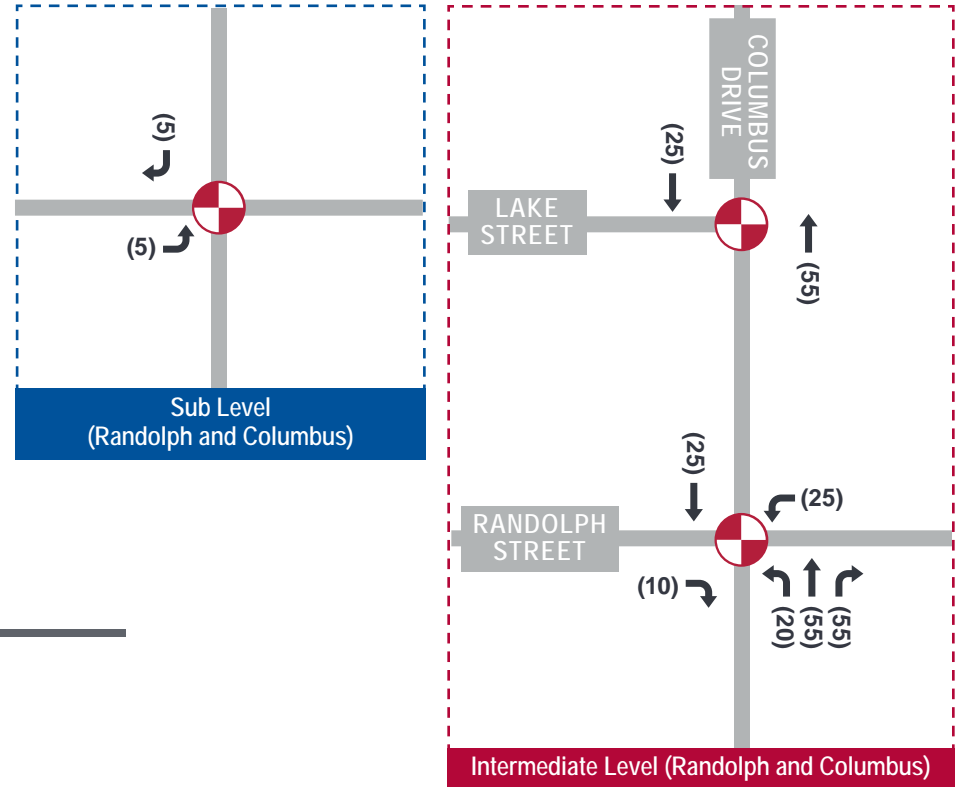 (5)
(5)
Sub Level
(Randolph and Columbus)
COLUMBUS
DRIVE
(25)
LAKE
STREET
(55)
(25)
(25)
RANDOLPH
STREET
(10)
(20)
(55)
(55)
Intermediate Level (Randolph and Columbus)